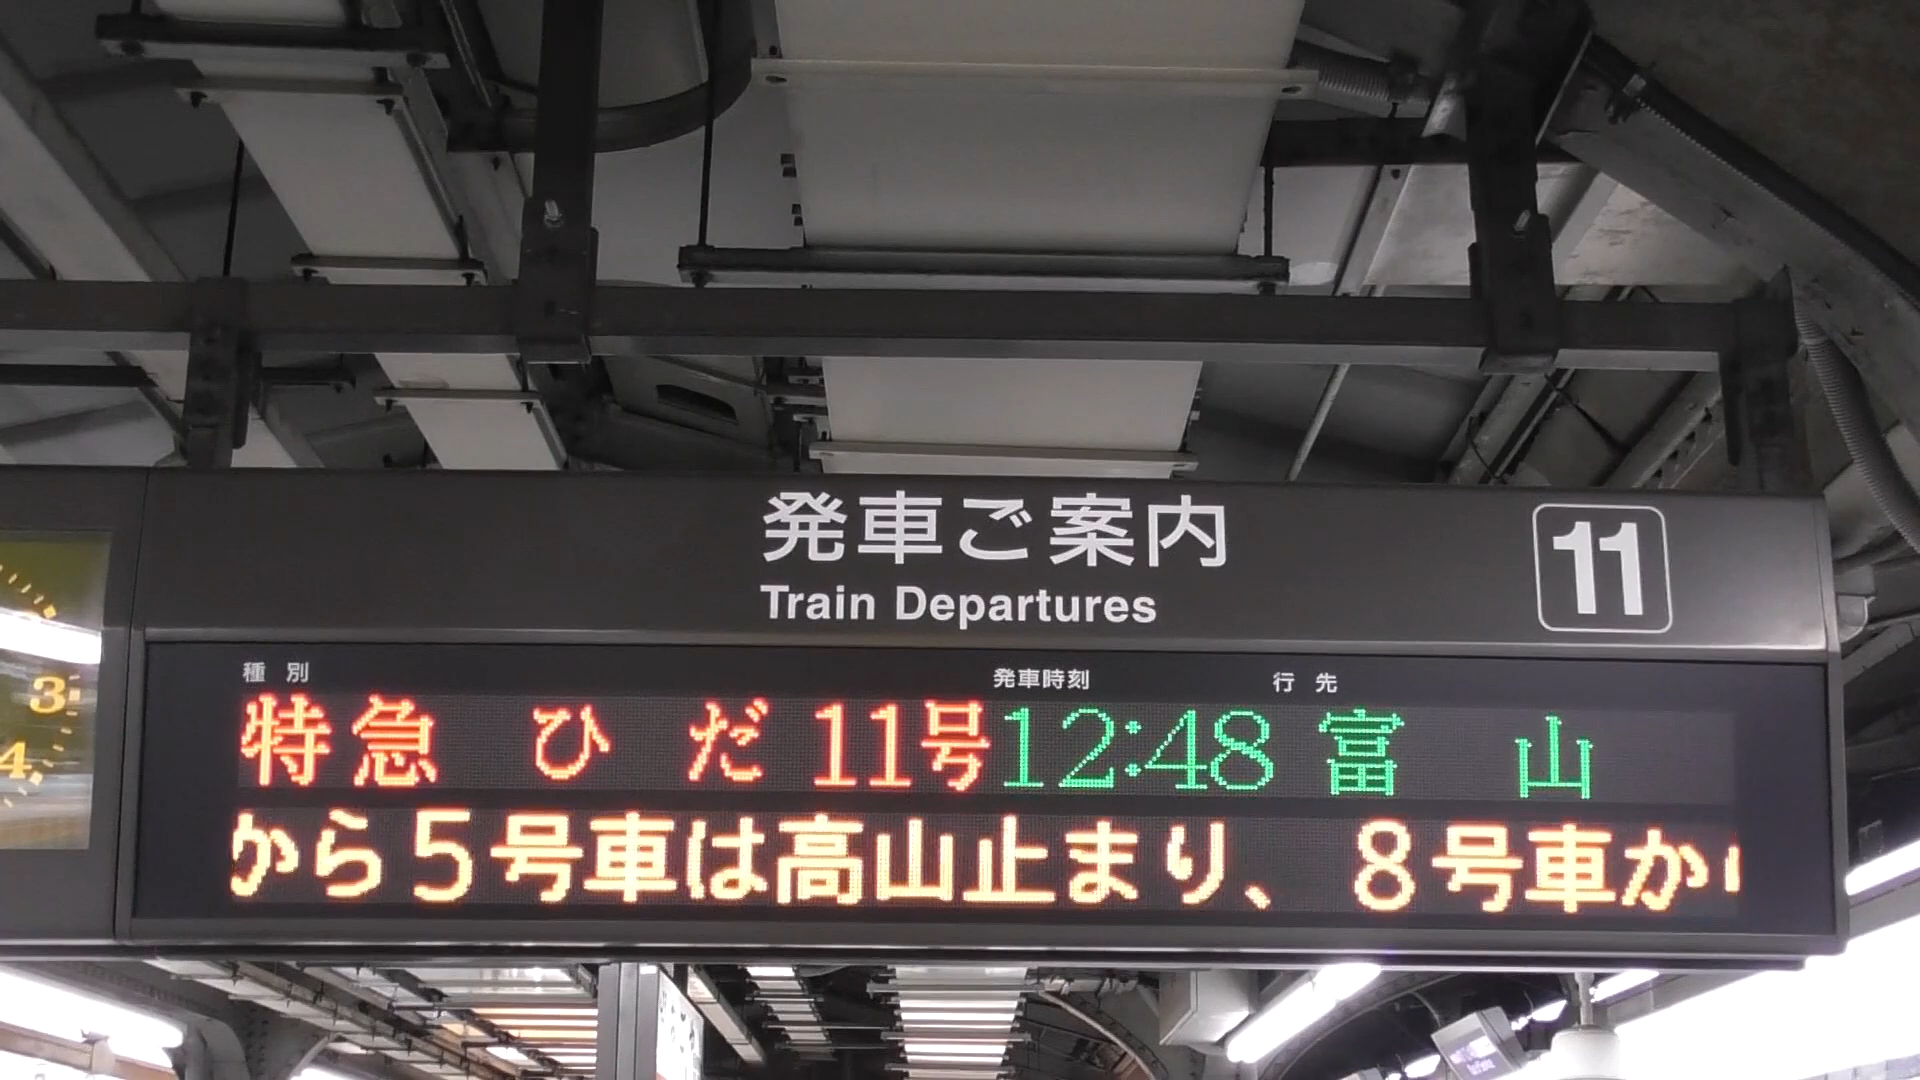 発車ご案内
Train Departures
11
種別 発車時刻 行先
特急 ひだ 11号 12:48 富山
から5号車は高山止まり、8号車か
3
4